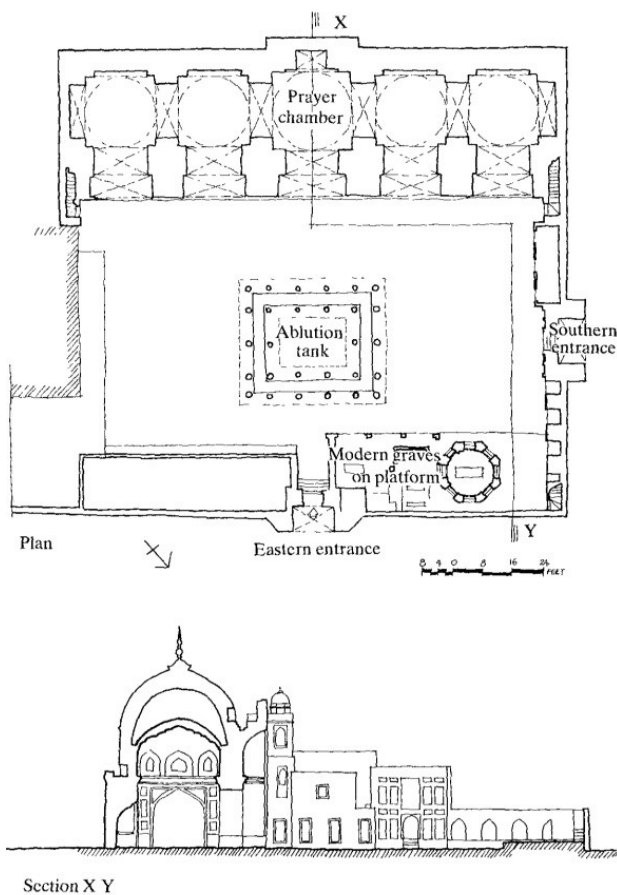 X
Prayer
chamber
Ablution
tank
Southern
entrance
Modern graves
on platform
Plan
Eastern entrance
Y
8 4 0 8 16 24
FEET
Section X Y